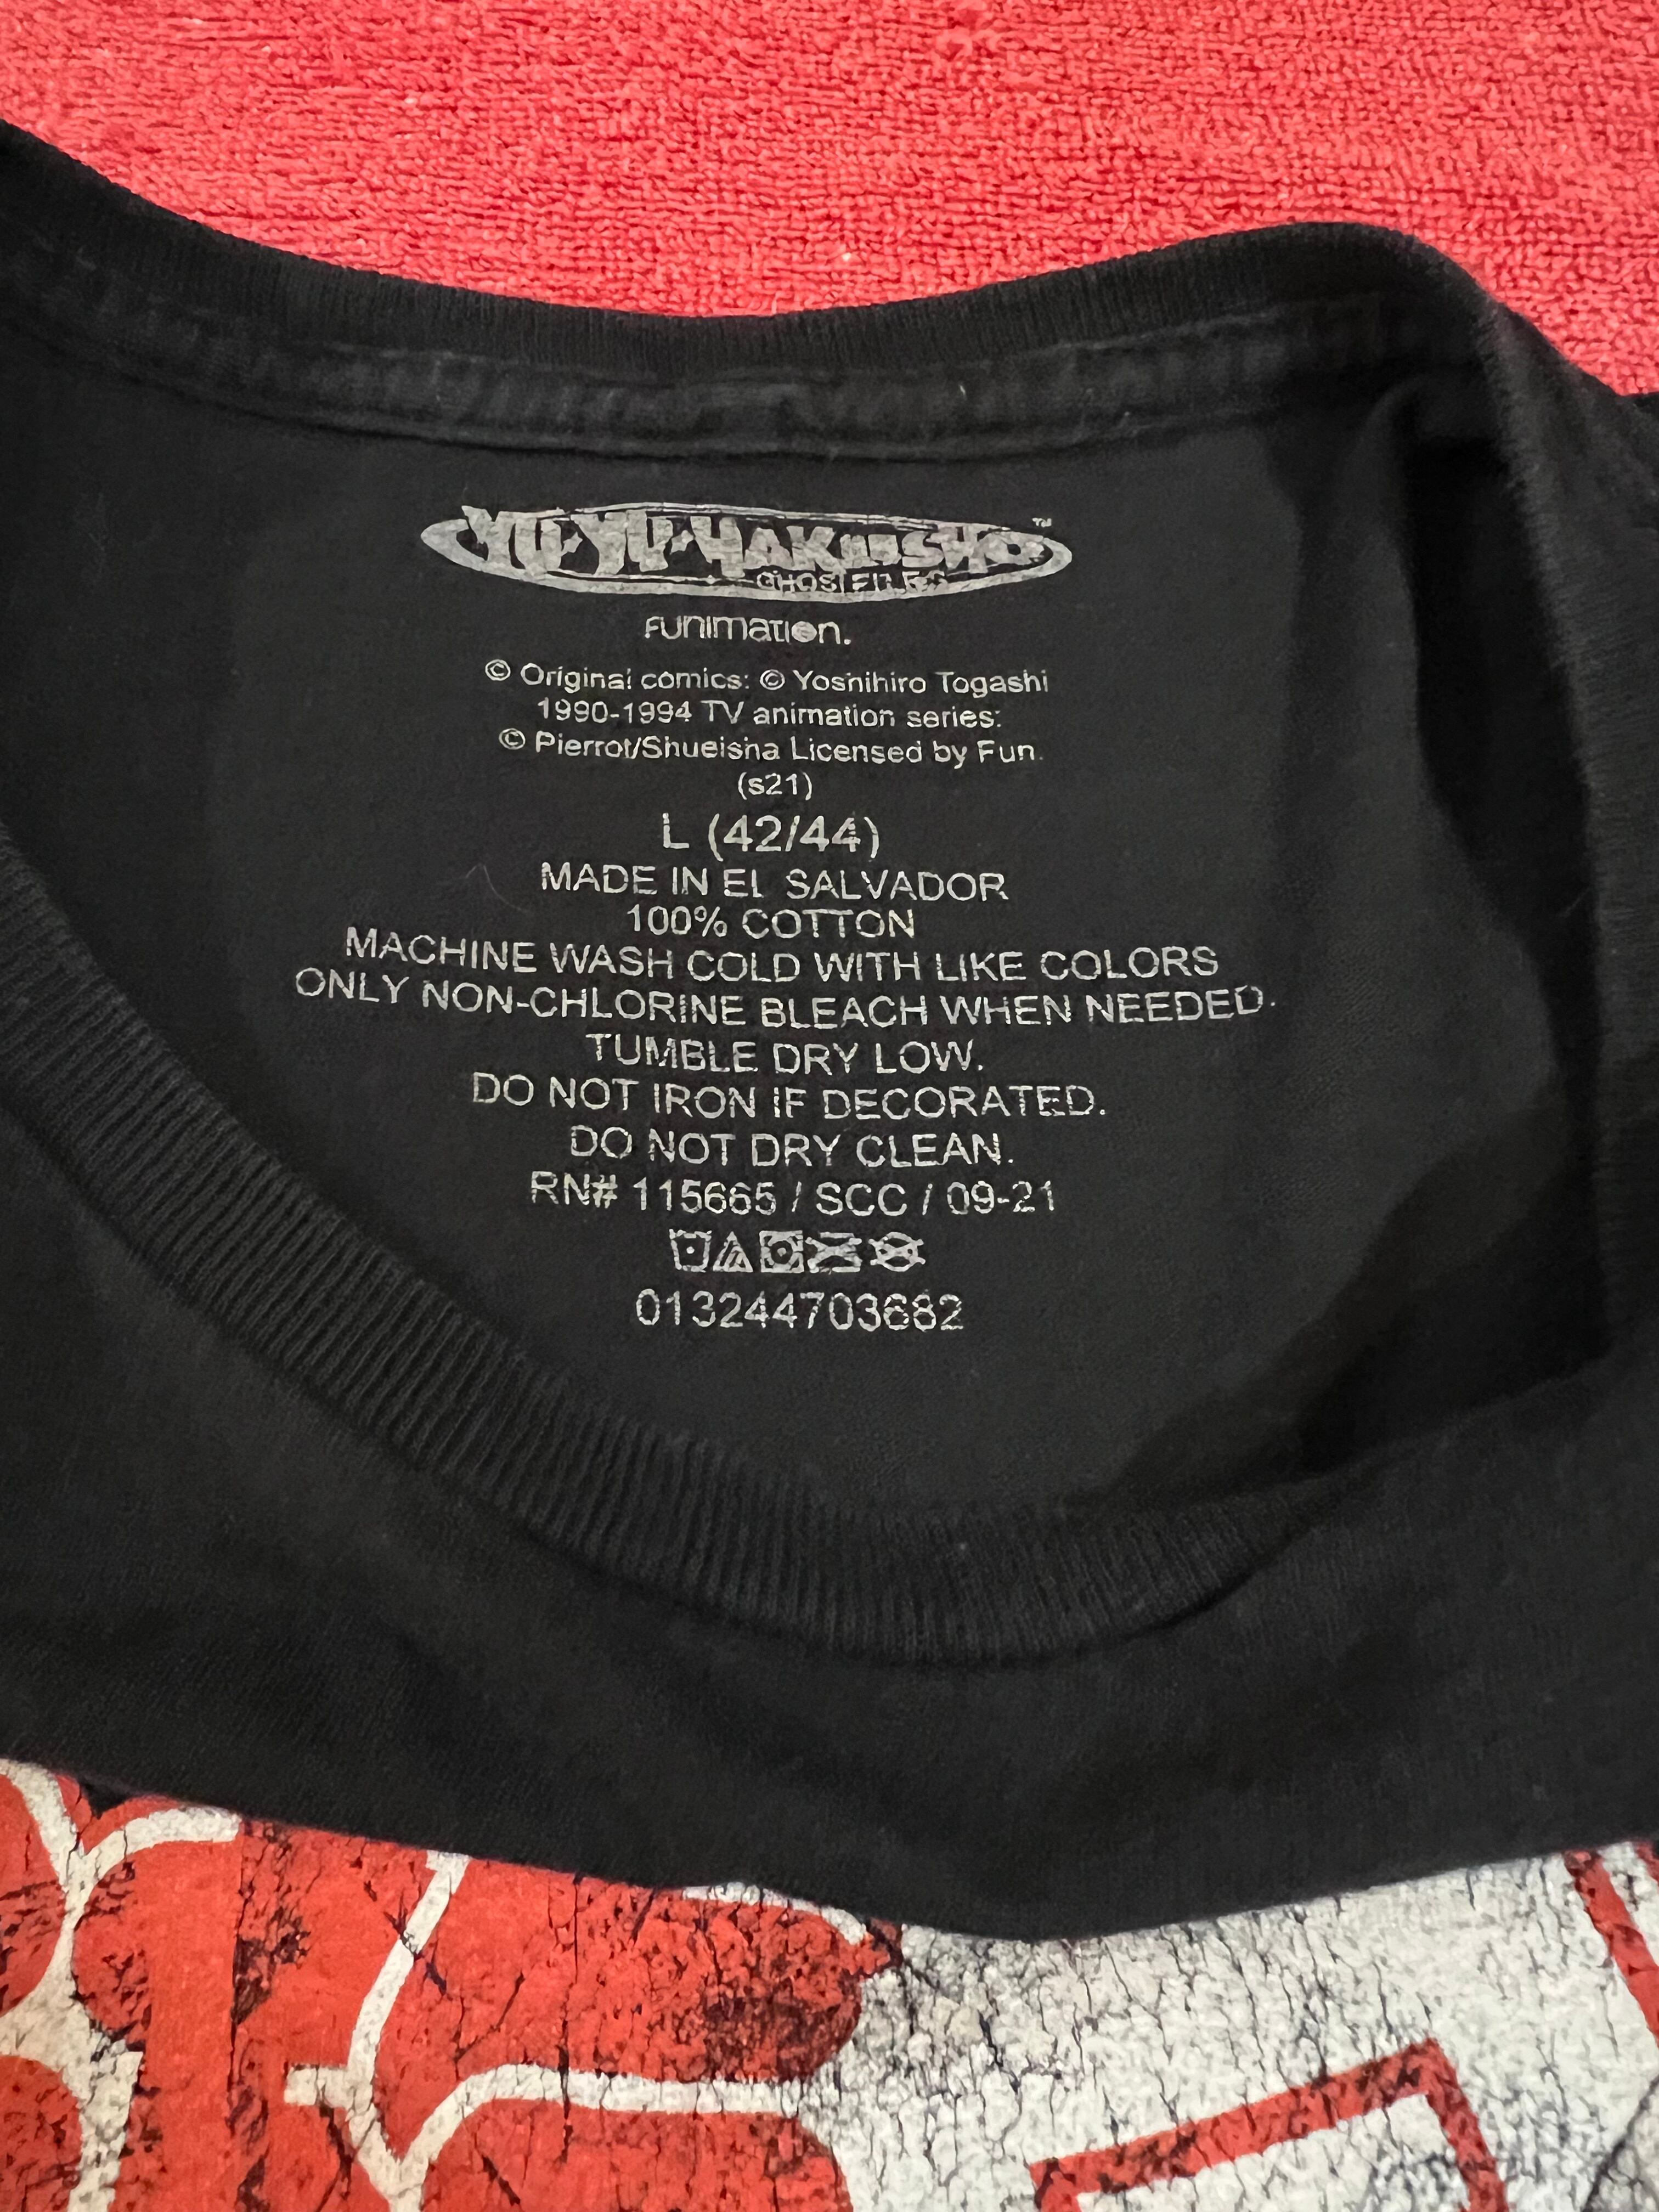 YU YU HAKUSHO™
GHOST FILES
FUNIMATION.
© Original comics: © Yoshihiro Togashi
1990-1994 TV animation series:
© Pierrot/Shueisha Licensed by Fun.
(s21)
L (42/44)
MADE IN EL SALVADOR
100% COTTON
MACHINE WASH COLD WITH LIKE COLORS
ONLY NON-CHLORINE BLEACH WHEN NEEDED.
TUMBLE DRY LOW.
DO NOT IRON IF DECORATED.
DO NOT DRY CLEAN.
RN# 115665 / SCC / 09-21
013244703682